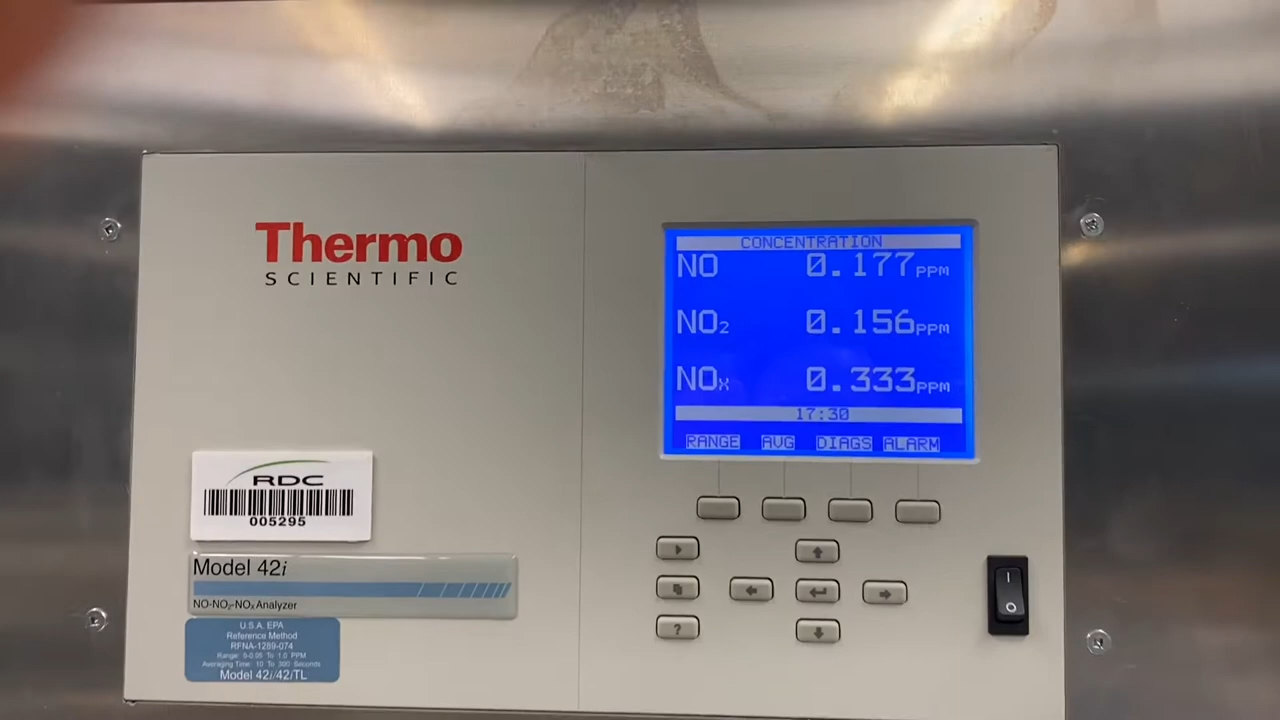 Thermo
SCIENTIFIC
CONCENTRATION
NO 0.177 PPM
NO₂ 0.156 PPM
NOₓ 0.333 PPM
17:30
RANGE AVG DIAGS ALARM
RDC
005295
Model 42i
NO-NO₂-NOₓ Analyzer
U.S.A. EPA
Reference Method
RFNA-1289-074
Range: 0-0.05 To 1.0 PPM
Averaging Time: 10 To 300 Seconds
Model 42i/42iTL
?